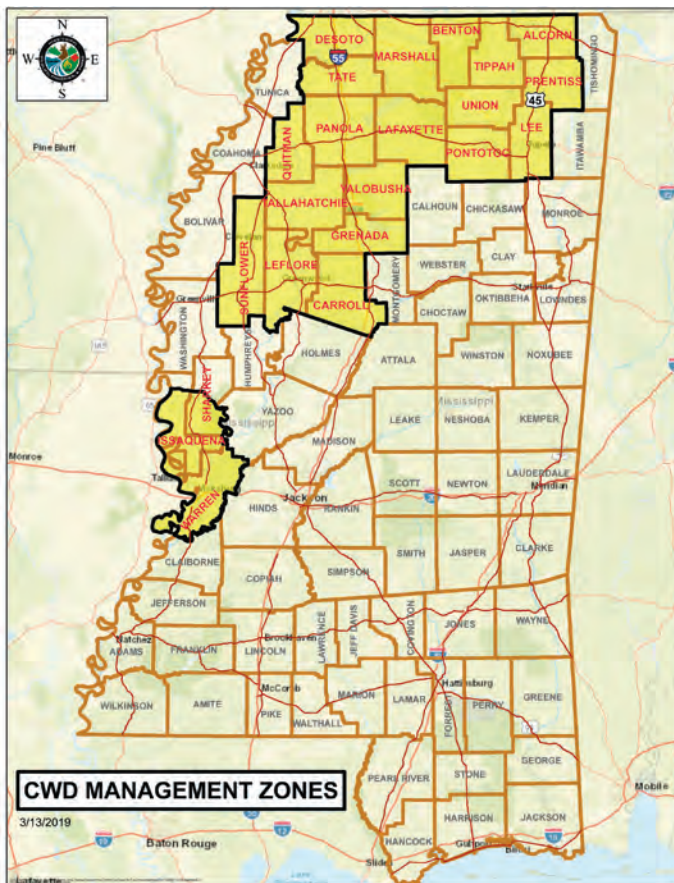 N
W E
S
DESOTO
BENTON
ALCORN
55
MARSHALL
TIPPAH
TATE
PRENTISS
TISHOMINGO
TUNICA
UNION
45
PANOLA
LAFAYETTE
LEE
Pine Bluff
QUITMAN
ITAWAMBA
COAHOMA
PONTOTOC
YALOBUSHA
TALLAHATCHIE
CALHOUN
CHICKASAW
MONROE
BOLIVAR
GRENADA
SUNFLOWER
LEFLORE
WEBSTER
CLAY
MONTGOMERY
OKTIBBEHA
LOWNDES
CARROLL
CHOCTAW
WASHINGTON
HUMPHREYS
HOLMES
ATTALA
WINSTON
NOXUBEE
SHARKEY
YAZOO
Mississippi
LEAKE
NESHOBA
KEMPER
ISSAQUENA
MADISON
Monroe
LAUDERDALE
SCOTT
NEWTON
Meridian
WARREN
Jackson
HINDS
RANKIN
CLAIBORNE
SMITH
JASPER
CLARKE
COPIAH
SIMPSON
JEFFERSON
LAWRENCE
JEFF DAVIS
COVINGTON
JONES
WAYNE
Natchez
Brookhaven
ADAMS
FRANKLIN
LINCOLN
McComb
Hattiesburg
MARION
LAMAR
FORREST
PERRY
GREENE
WILKINSON
AMITE
PIKE
WALTHALL
GEORGE
PEARL RIVER
STONE
CWD MANAGEMENT ZONES
Mobile
3/13/2019
HARRISON
JACKSON
HANCOCK
Baton Rouge
Lafayette